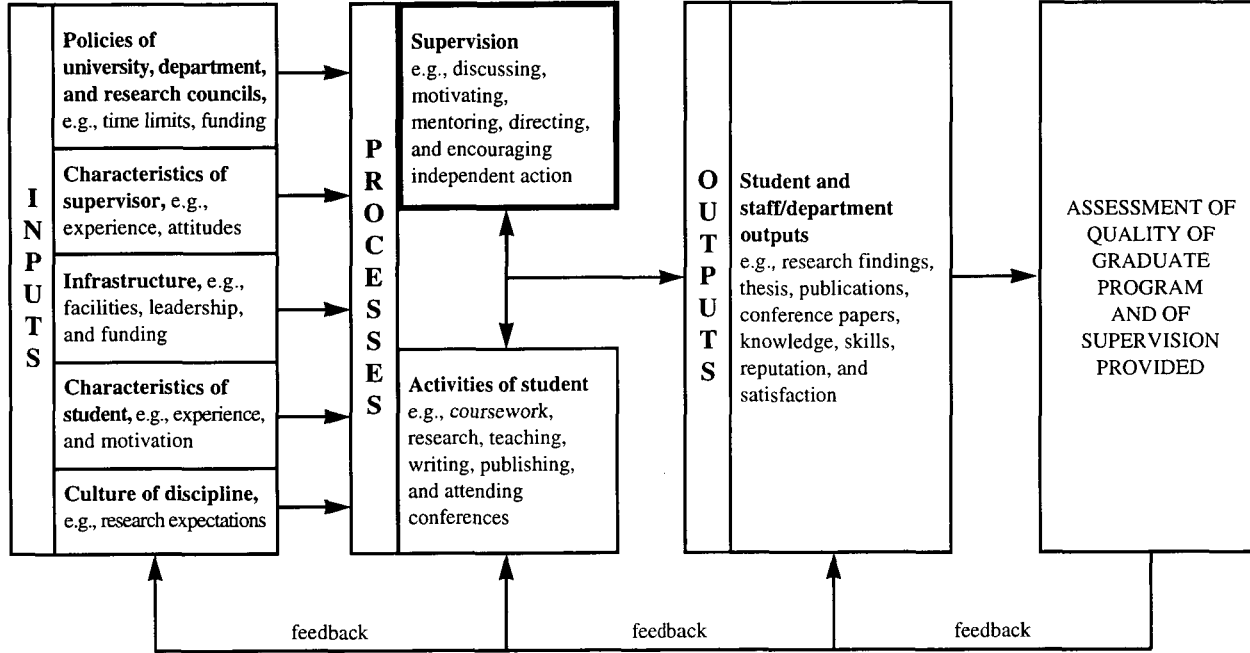 INPUTS
Policies of
university, department,
and research councils,
e.g., time limits, funding
Characteristics of
supervisor, e.g.,
experience, attitudes
Infrastructure, e.g.,
facilities, leadership,
and funding
Characteristics of
student, e.g., experience,
and motivation
Culture of discipline,
e.g., research expectations
PROCESSES
Supervision
e.g., discussing,
motivating,
mentoring, directing,
and encouraging
independent action
Activities of student
e.g., coursework,
research, teaching,
writing, publishing,
and attending
conferences
OUTPUTS
Student and
staff/department
outputs
e.g., research findings,
thesis, publications,
conference papers,
knowledge, skills,
reputation, and
satisfaction
ASSESSMENT OF
QUALITY OF
GRADUATE
PROGRAM
AND OF
SUPERVISION
PROVIDED
feedback
feedback
feedback